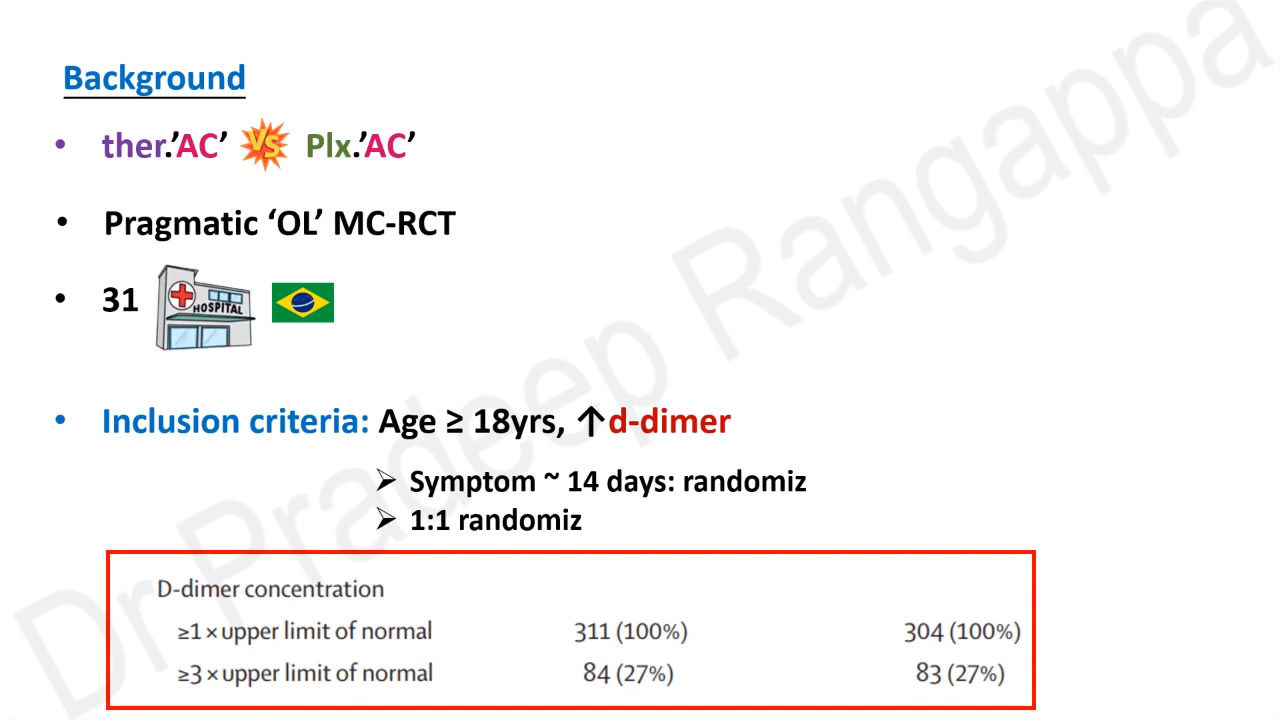 Background
• ther.’AC’ VS Plx.’AC’
• Pragmatic ‘OL’ MC-RCT
• 31 HOSPITAL
• Inclusion criteria: Age ≥ 18yrs, ↑d-dimer
➢ Symptom ~ 14 days: randomiz
➢ 1:1 randomiz
D-dimer concentration
≥1 × upper limit of normal 311 (100%) 304 (100%)
≥3 × upper limit of normal 84 (27%) 83 (27%)
Dr Pradeep Rangappa